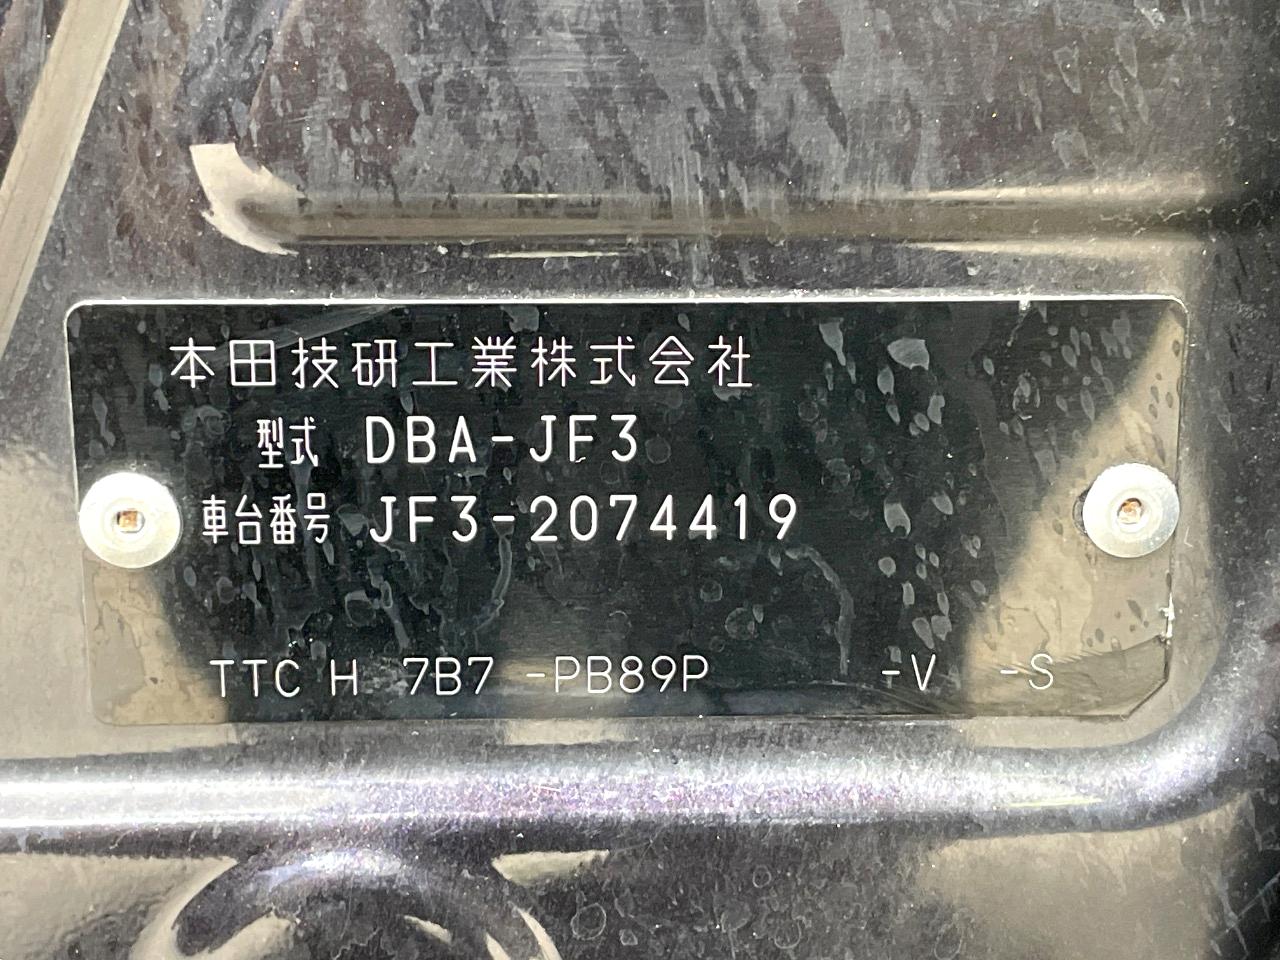 本田技研工業株式会社
型式 DBA-JF3
車台番号 JF3-2074419
TTC H 7B7 -PB89P -V -S